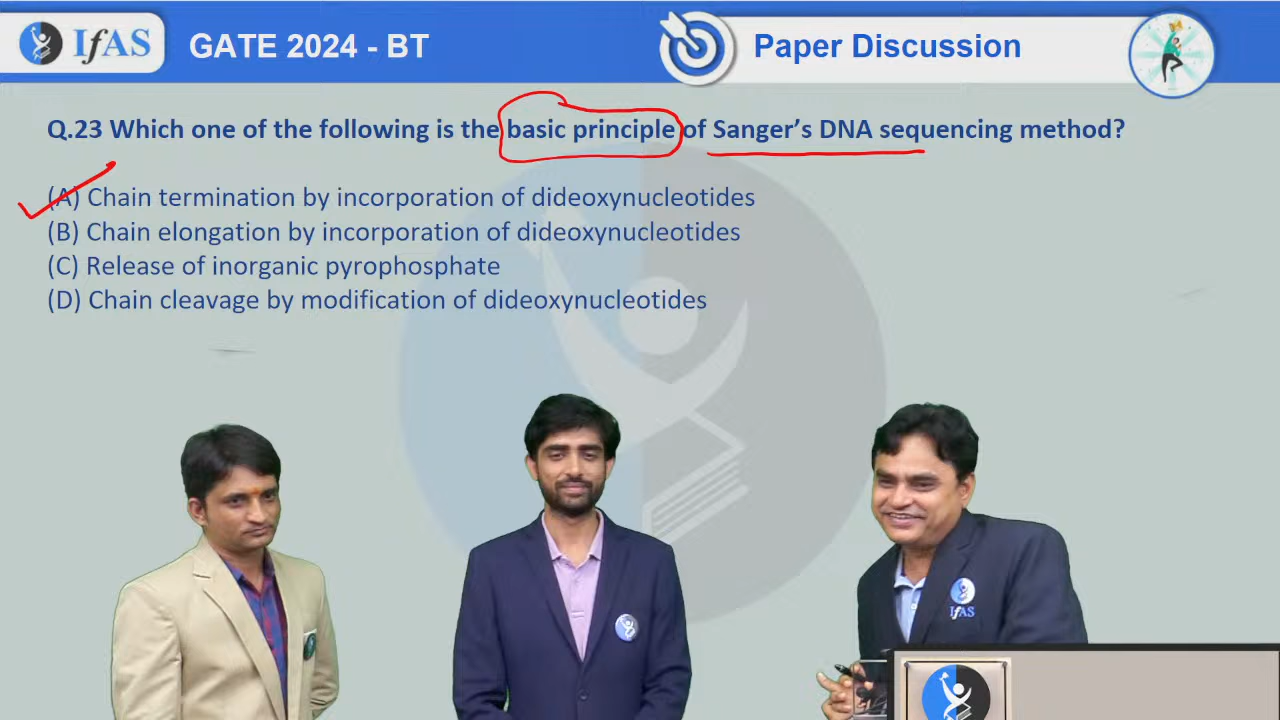 IfAS
GATE 2024 - BT
Paper Discussion
Q.23 Which one of the following is the basic principle of Sanger's DNA sequencing method?
(A) Chain termination by incorporation of dideoxynucleotides
(B) Chain elongation by incorporation of dideoxynucleotides
(C) Release of inorganic pyrophosphate
(D) Chain cleavage by modification of dideoxynucleotides
IfAS